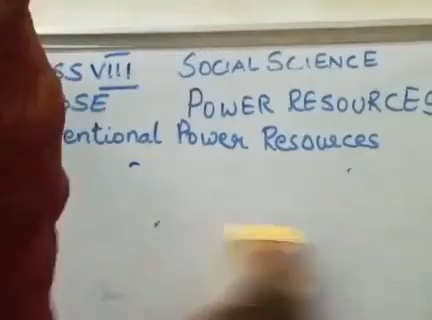 SS VIII SOCIAL SCIENCE
SE POWER RESOURCES
entional Power Resources